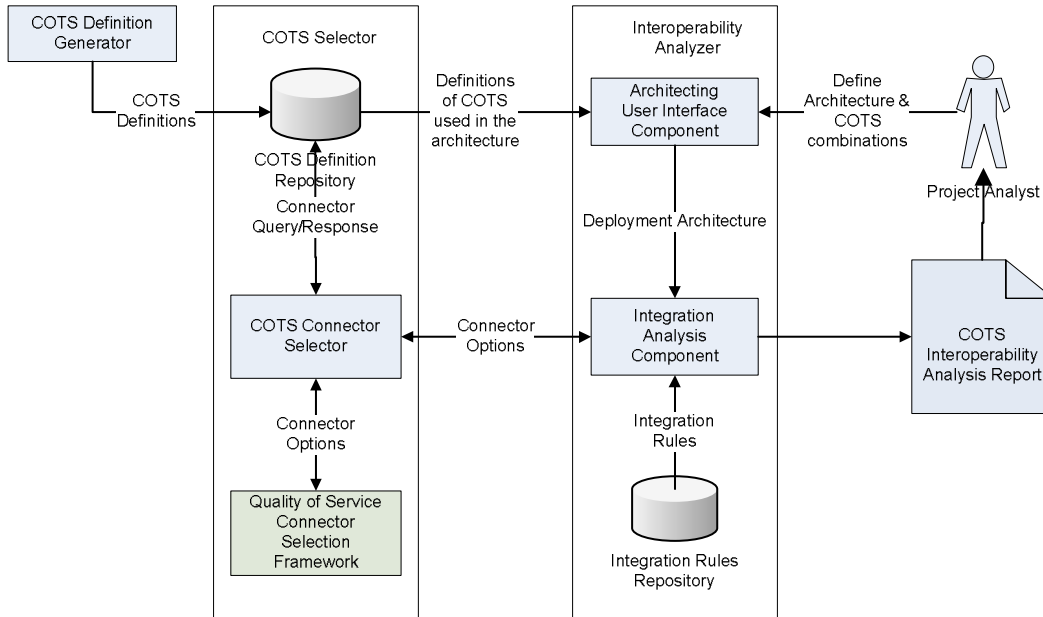 COTS Definition
Generator
COTS Selector
Interoperability
Analyzer
COTS
Definitions
Definitions
of COTS
used in the
architecture
Architecting
User Interface
Component
Define
Architecture &
COTS
combinations
COTS Definition
Repository
Project Analyst
Connector
Query/Response
Deployment Architecture
COTS Connector
Selector
Connector
Options
Integration
Analysis
Component
COTS
Interoperability
Analysis Report
Connector
Options
Integration
Rules
Quality of Service
Connector
Selection
Framework
Integration Rules
Repository